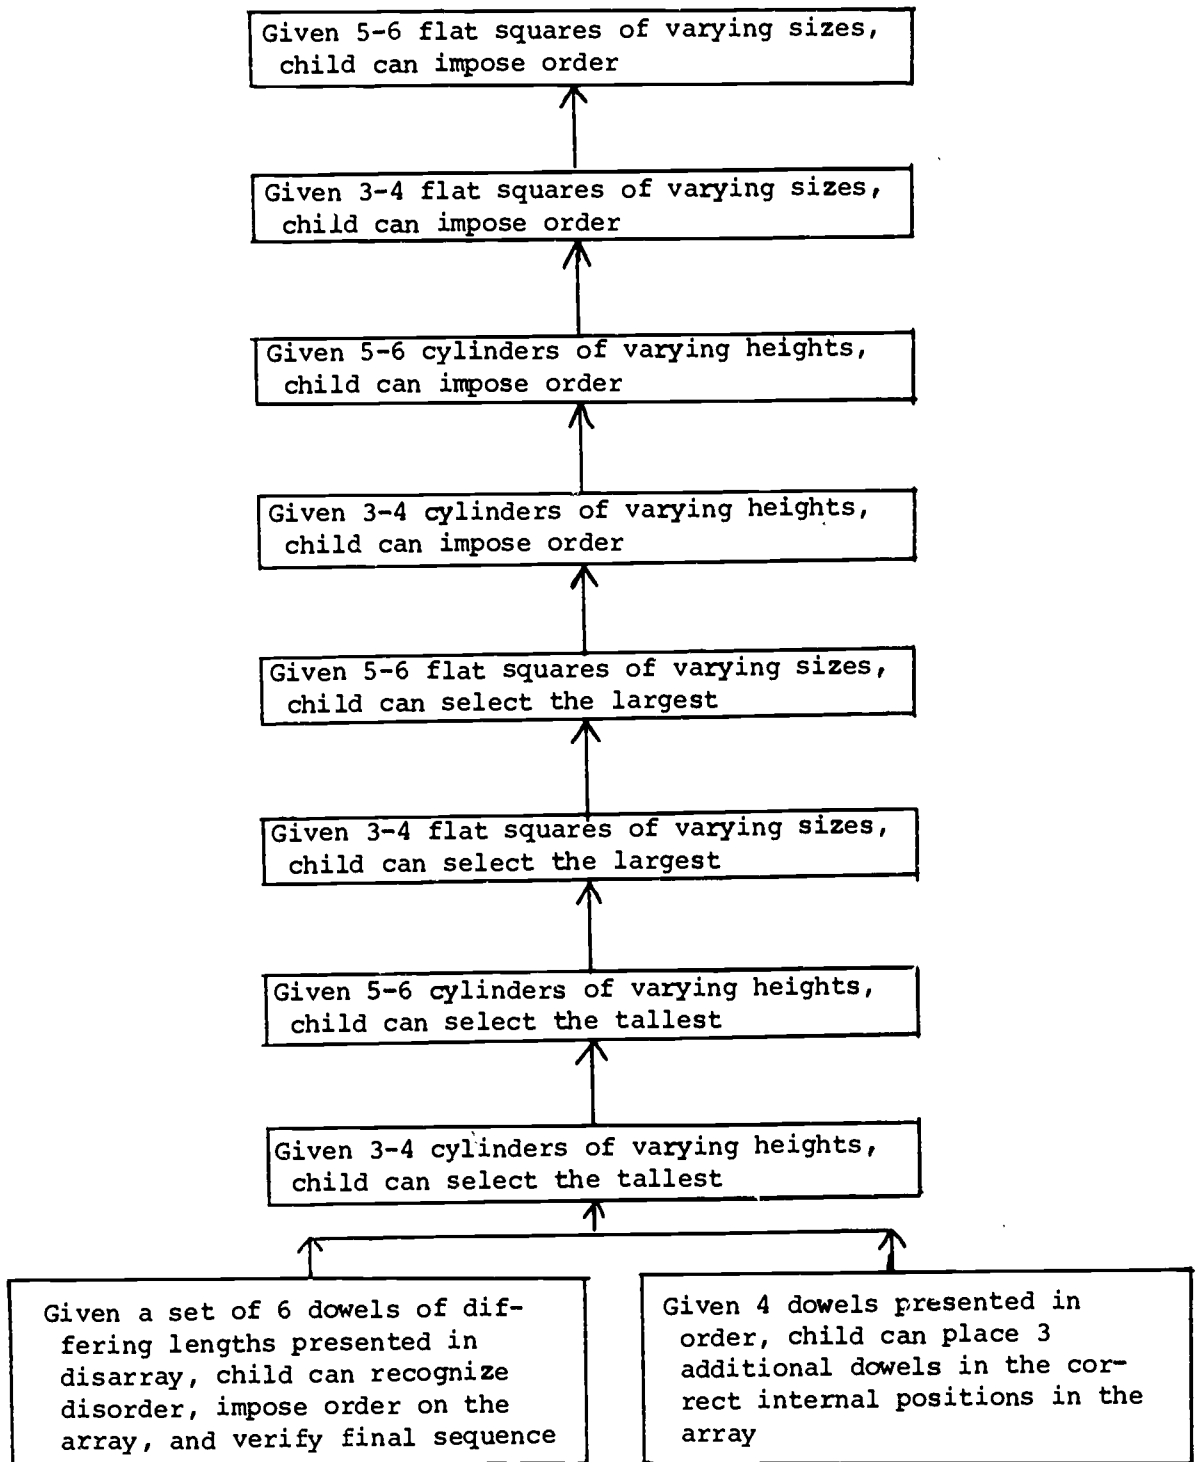 Given 5-6 flat squares of varying sizes,
child can impose order
Given 3-4 flat squares of varying sizes,
child can impose order
Given 5-6 cylinders of varying heights,
child can impose order
Given 3-4 cylinders of varying heights,
child can impose order
Given 5-6 flat squares of varying sizes,
child can select the largest
Given 3-4 flat squares of varying sizes,
child can select the largest
Given 5-6 cylinders of varying heights,
child can select the tallest
Given 3-4 cylinders of varying heights,
child can select the tallest
Given a set of 6 dowels of dif-
fering lengths presented in
disarray, child can recognize
disorder, impose order on the
array, and verify final sequence
Given 4 dowels presented in
order, child can place 3
additional dowels in the cor-
rect internal positions in the
array